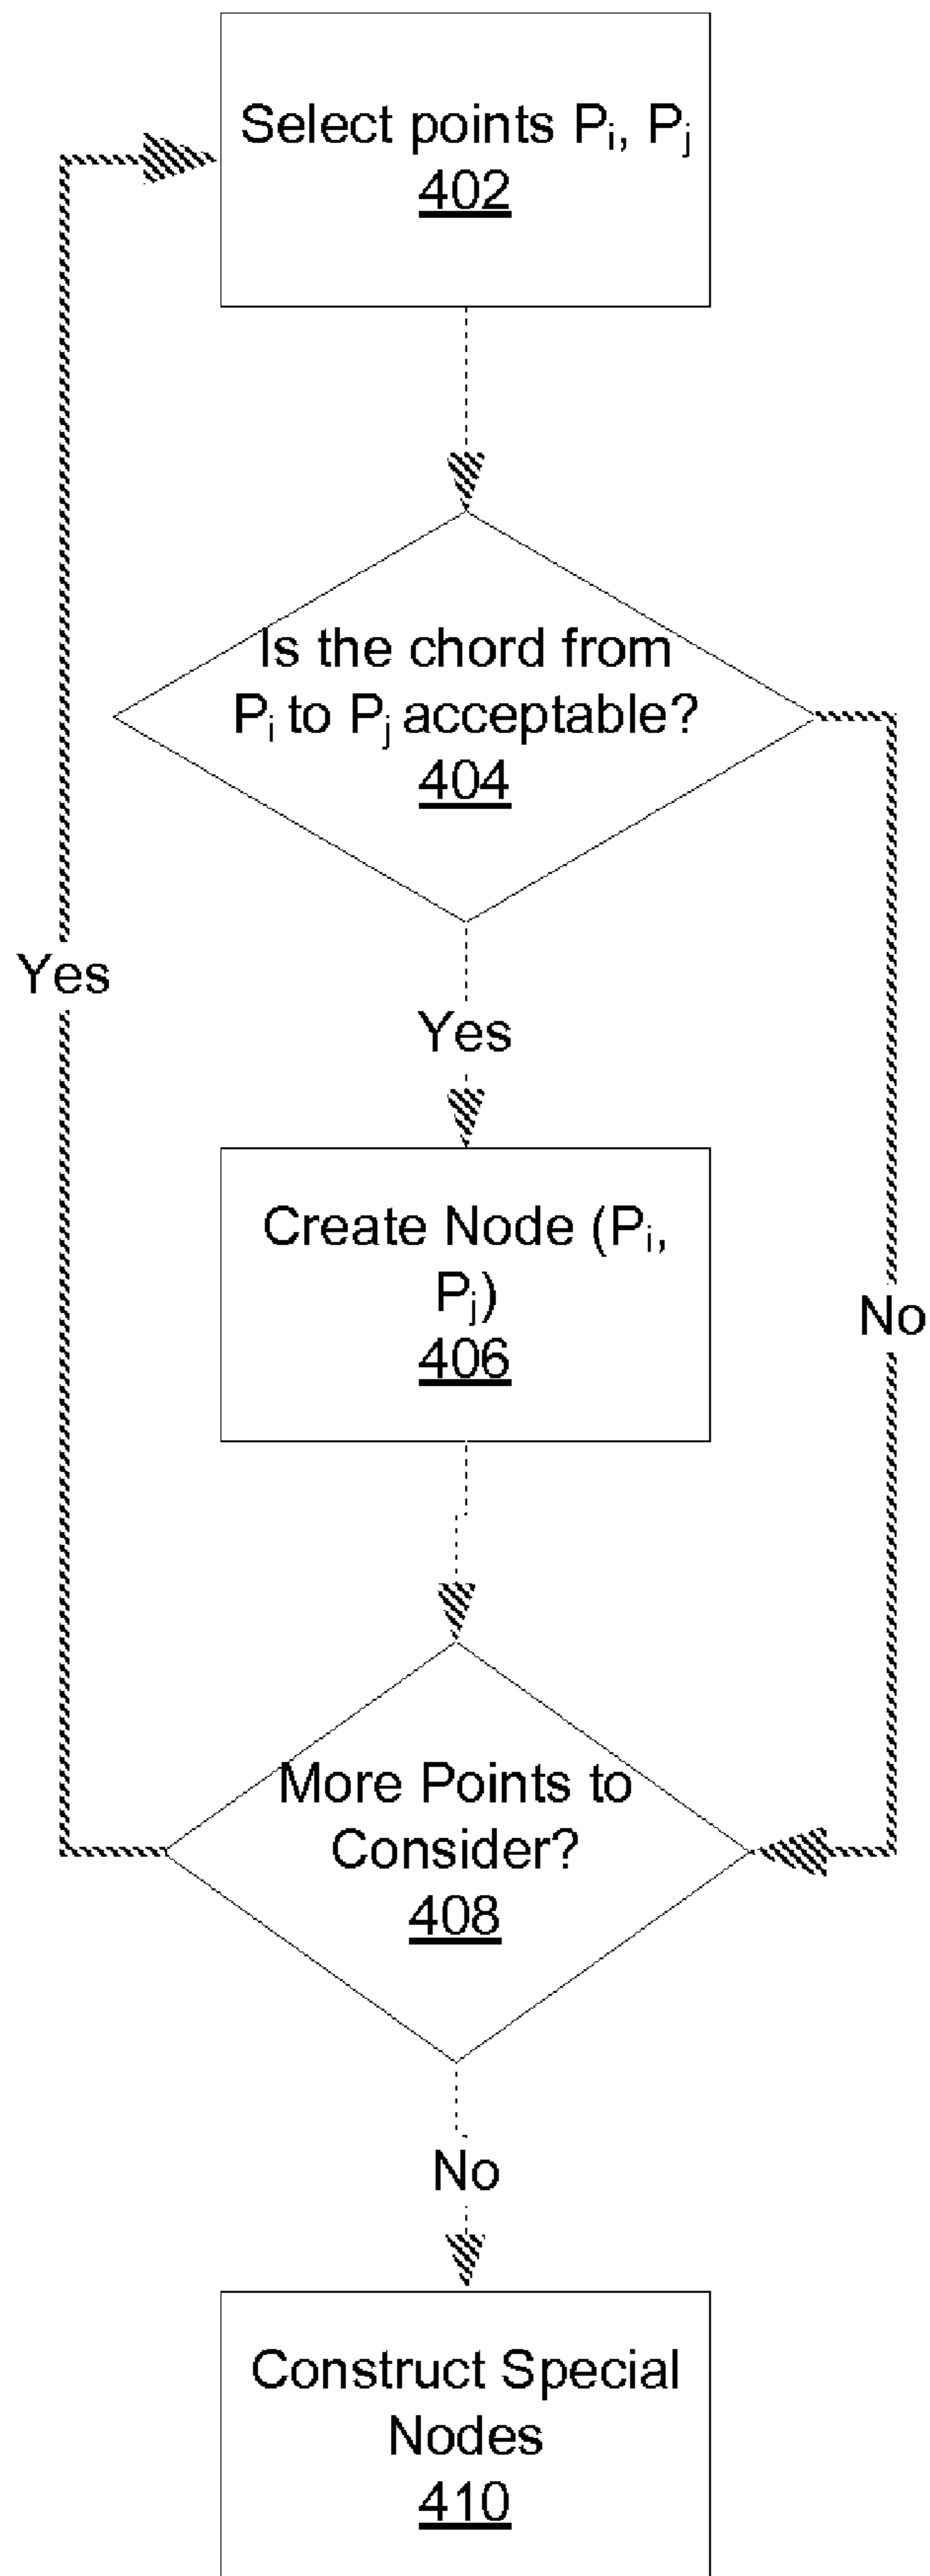 Select points Pi, Pj
402
Is the chord from
Pi to Pj acceptable?
404
Yes
Yes
Create Node (Pi,
Pj)
406
No
More Points to
Consider?
408
No
Construct Special
Nodes
410